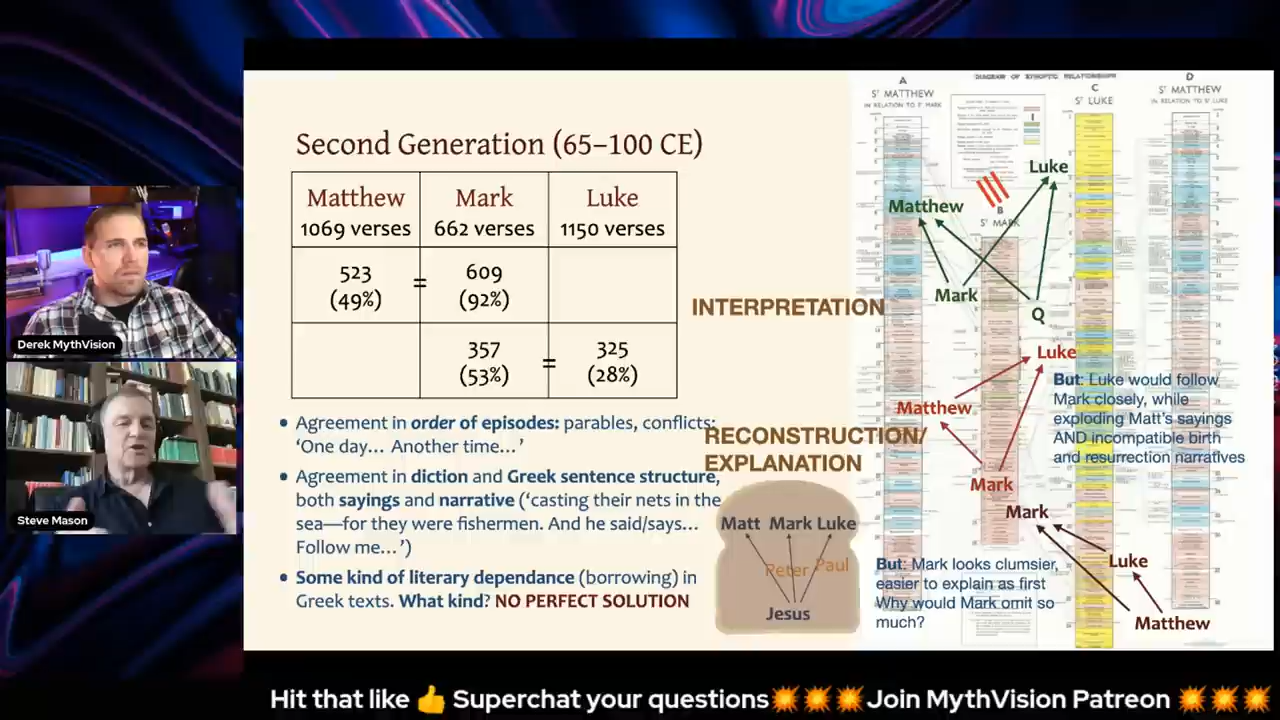 Derek MythVision
Steve Mason
Second Generation (65–100 CE)
Matthew
1069 verses
Mark
662 verses
Luke
1150 verses
523
(49%)
=
609
(92%)
357
(53%)
=
325
(28%)
• Agreement in order of episodes: parables, conflicts;
‘One day… Another time…’
• Agreement in diction and Greek sentence structure,
both sayings and narrative (‘casting their nets in the
sea—for they were fishermen. And he said/says…
Follow me…’)
• Some kind of literary dependance (borrowing) in
Greek texts. What kind? NO PERFECT SOLUTION
INTERPRETATION
RECONSTRUCTION/
EXPLANATION
Matt Mark Luke
Peter Paul
Jesus
DIAGRAM OF SYNOPTIC RELATIONSHIPS
A
ST MATTHEW
IN RELATION TO ST MARK
B
ST MARK
C
ST LUKE
D
ST MATTHEW
IN RELATION TO ST LUKE
Luke
Matthew
Mark
Q
Luke
Matthew
Mark
But: Luke would follow
Mark closely, while
exploding Matt's sayings
AND incompatible birth
and resurrection narratives
Mark
Luke
Matthew
But: Mark looks clumsier,
easier to explain as first
Why would Mark omit so
much?
Hit that like 👍 Superchat your questions💥💥💥Join MythVision Patreon 💥💥💥